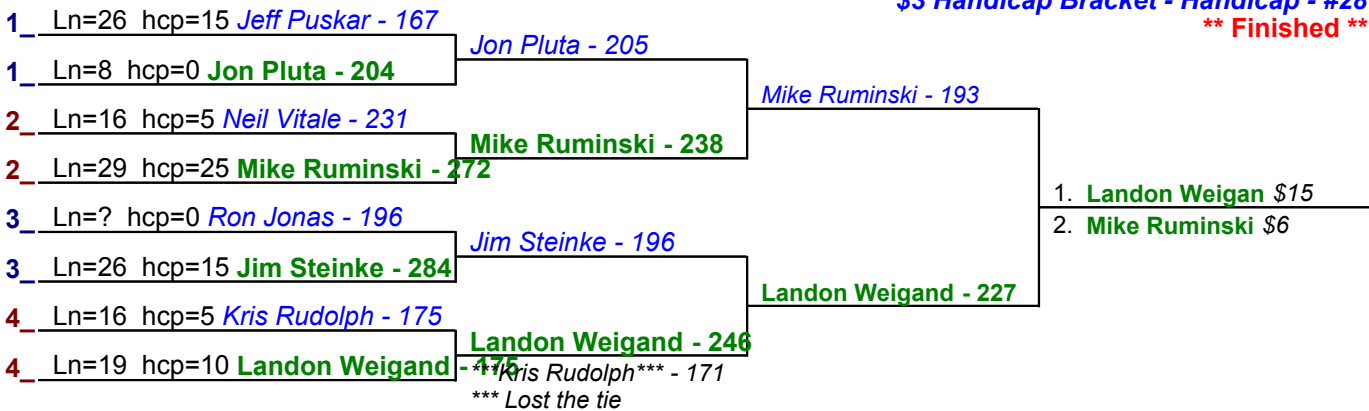 $3 Handicap Bracket - Handicap - #28
** Finished **
1_ Ln=26 hcp=15 Jeff Puskar - 167
1_ Ln=8 hcp=0 Jon Pluta - 204
2_ Ln=16 hcp=5 Neil Vitale - 231
2_ Ln=29 hcp=25 Mike Ruminski - 272
3_ Ln=? hcp=0 Ron Jonas - 196
3_ Ln=26 hcp=15 Jim Steinke - 284
4_ Ln=16 hcp=5 Kris Rudolph - 175
4_ Ln=19 hcp=10 Landon Weigand - 175
Jon Pluta - 205
Mike Ruminski - 238
Jim Steinke - 196
Landon Weigand - 246
***Kris Rudolph*** - 171
*** Lost the tie
Mike Ruminski - 193
Landon Weigand - 227
1. Landon Weigan $15
2. Mike Ruminski $6